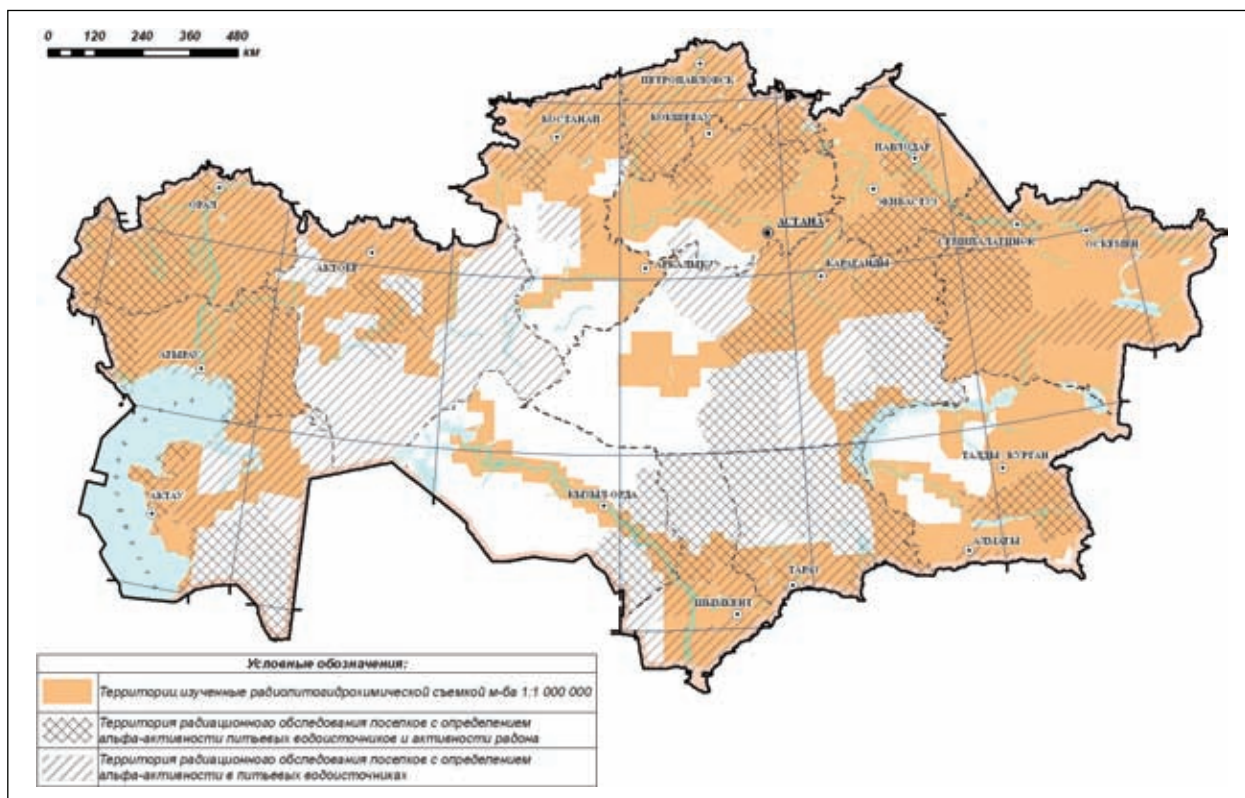 0 120 240 360 480
КМ
ПЕТРОПАВЛОВСК
КОСТАНАЙ
КОКШЕТАУ
ПАВЛОДАР
ОРАЛ
ЭКИБАСТУЗ
АСТАНА
СЕМИПАЛАТИНСК
ОСКЕМЕН
АКТОБЕ
АРКАЛЫК
КАРАГАНДЫ
АТЫРАУ
ТАЛДЫ-КУРГАН
АКТАУ
КЫЗЫЛ-ОРДА
АЛМАТЫ
ТАРАЗ
ШЫМКЕНТ
Условные обозначения:
Территории, изученные радиолитогидрохимической съемкой м-ба 1:1 000 000
Территория радиационного обследования поселков с определением
альфа-активности питьевых водоисточников и активности радона
Территория радиационного обследования поселков с определением
альфа-активности в питьевых водоисточниках